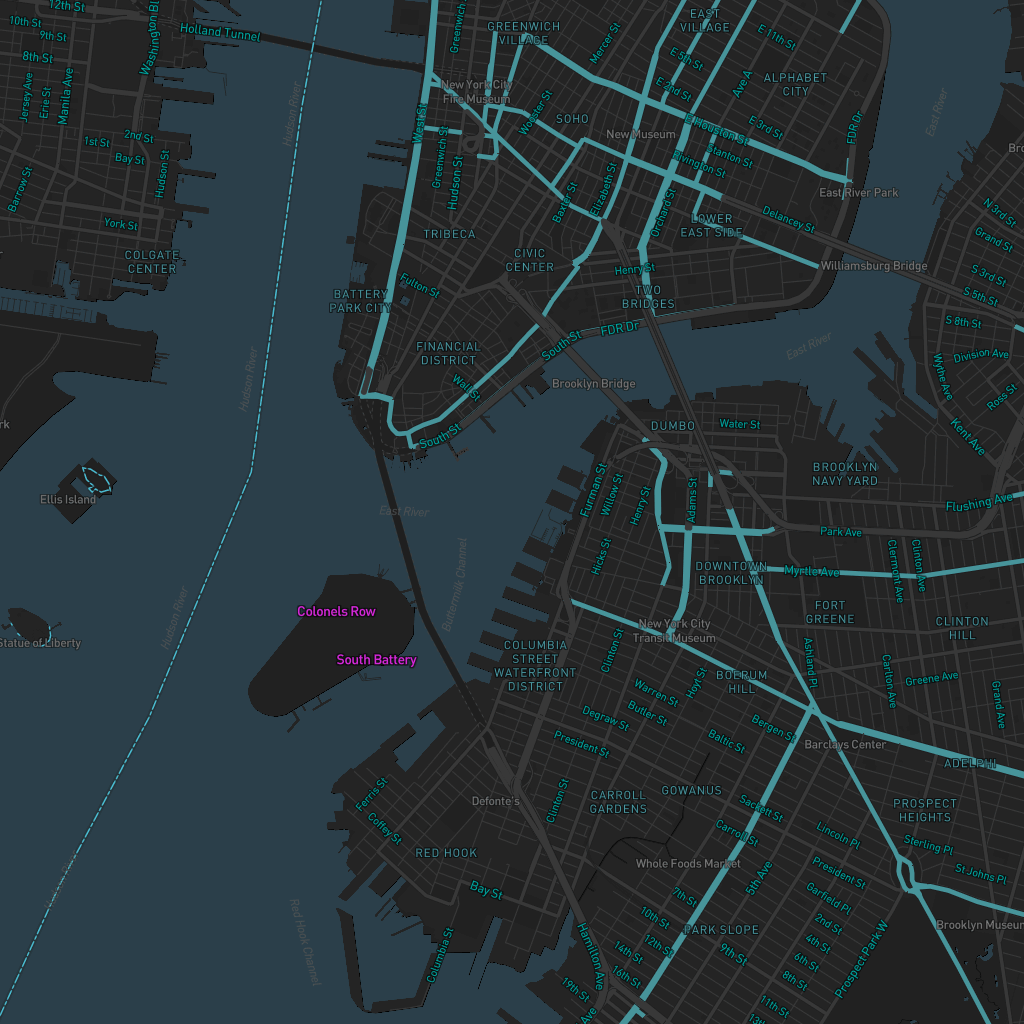 12th St
10th St
9th St
8th St
Washington Bl
Holland Tunnel
Jersey Ave
Erie St
Manila Ave
1st St
2nd St
Bay St
Hudson St
Barrow St
York St
COLGATE
CENTER
Hudson River
Greenwich St
GREENWICH
VILLAGE
Mercer St
EAST
VILLAGE
E 11th St
E 5th St
E 2nd St
Ave A
ALPHABET
CITY
East River
New York City
Fire Museum
Wooster St
SOHO
New Museum
E Houston St
E 3rd St
FDR Dr
West St
Greenwich St
Hudson St
Stanton St
Rivington St
East River Park
Baxter St
Elizabeth St
Orchard St
LOWER
EAST SIDE
Delancey St
N 3rd St
Grand St
S 3rd St
S 5th St
S 8th St
TRIBECA
CIVIC
CENTER
Henry St
Williamsburg Bridge
Fulton St
TWO
BRIDGES
BATTERY
PARK CITY
FINANCIAL
DISTRICT
South St
FDR Dr
East River
Division Ave
Wythe Ave
Ross St
Kent Ave
Hudson River
Wall St
Brooklyn Bridge
South St
DUMBO
Water St
BROOKLYN
NAVY YARD
Flushing Ave
Ellis Island
East River
Furman St
Willow St
Henry St
Adams St
Hicks St
Park Ave
Clermont Ave
Clinton Ave
DOWNTOWN
BROOKLYN
Myrtle Ave
Buttermilk Channel
Hudson River
Statue of Liberty
Colonels Row
South Battery
New York City
Transit Museum
FORT
GREENE
CLINTON
HILL
COLUMBIA
STREET
WATERFRONT
DISTRICT
Clinton St
Hoyt St
BOERUM
HILL
Ashland Pl
Carlton Ave
Greene Ave
Grand Ave
Warren St
Butler St
Degraw St
President St
Baltic St
Bergen St
Barclays Center
ADELPHI
Ferris St
Coffey St
Defonte's
Clinton St
CARROLL
GARDENS
GOWANUS
Sackett St
Carroll St
PROSPECT
HEIGHTS
Lincoln Pl
Sterling Pl
St Johns Pl
RED HOOK
Whole Foods Market
President St
Garfield Pl
Bay St
7th St
5th Ave
10th St
12th St
14th St
16th St
19th St
PARK SLOPE
9th St
2nd St
4th St
6th St
8th St
11th St
Prospect Park W
Brooklyn Museum
Red Hook Channel
Columbia St
Hamilton Ave